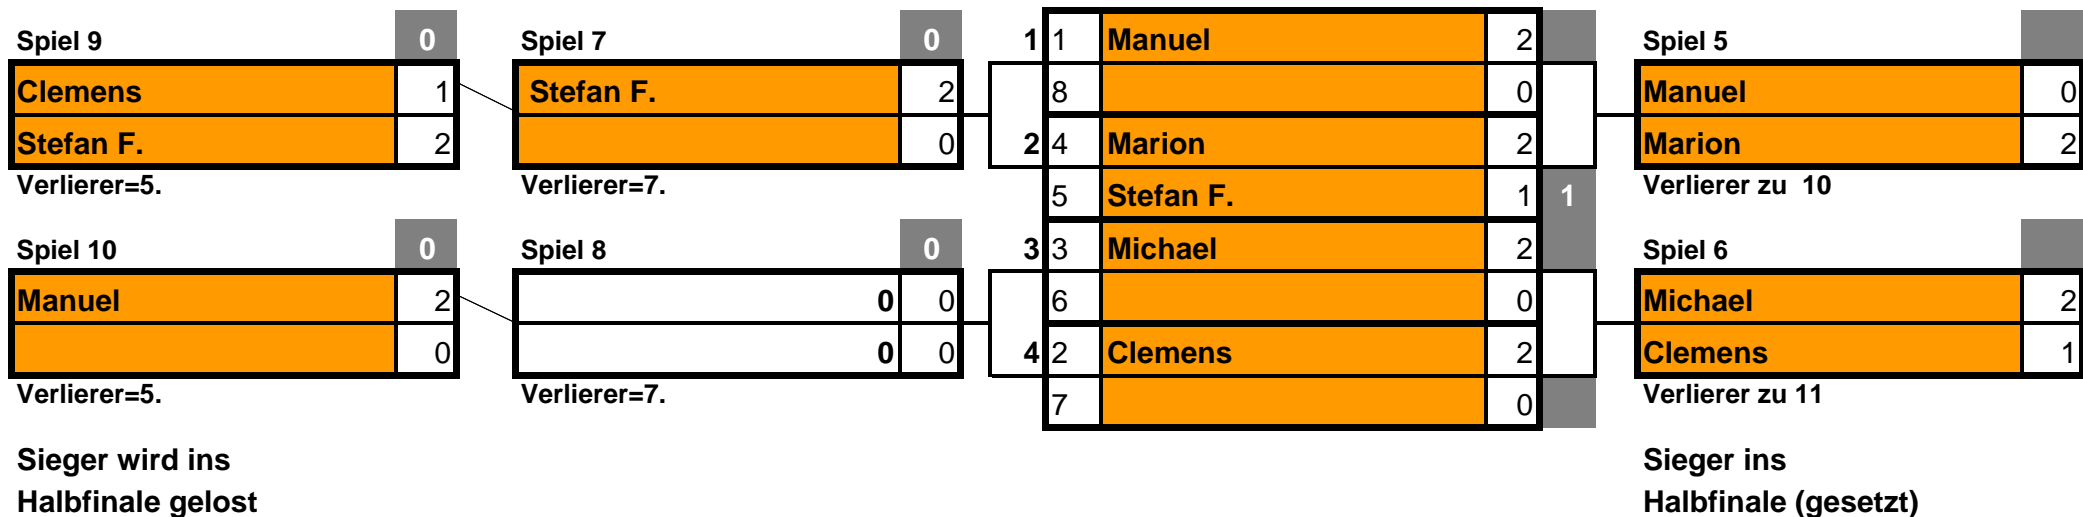 Spiel 9 0 Spiel 7 0 1 1 Manuel 2 Spiel 5
Clemens 1 Stefan F. 2 8 0 Manuel 0
Stefan F. 2 0 2 4 Marion 2 Marion 2
Verlierer=5. Verlierer=7. 5 Stefan F. 1 1 Verlierer zu 10
Spiel 10 0 Spiel 8 0 3 3 Michael 2 Spiel 6
Manuel 2 0 0 6 0 Michael 2
0 0 0 4 2 Clemens 2 Clemens 1
Verlierer=5. Verlierer=7. 7 0 Verlierer zu 11
Sieger wird ins Sieger ins
Halbfinale gelost Halbfinale (gesetzt)